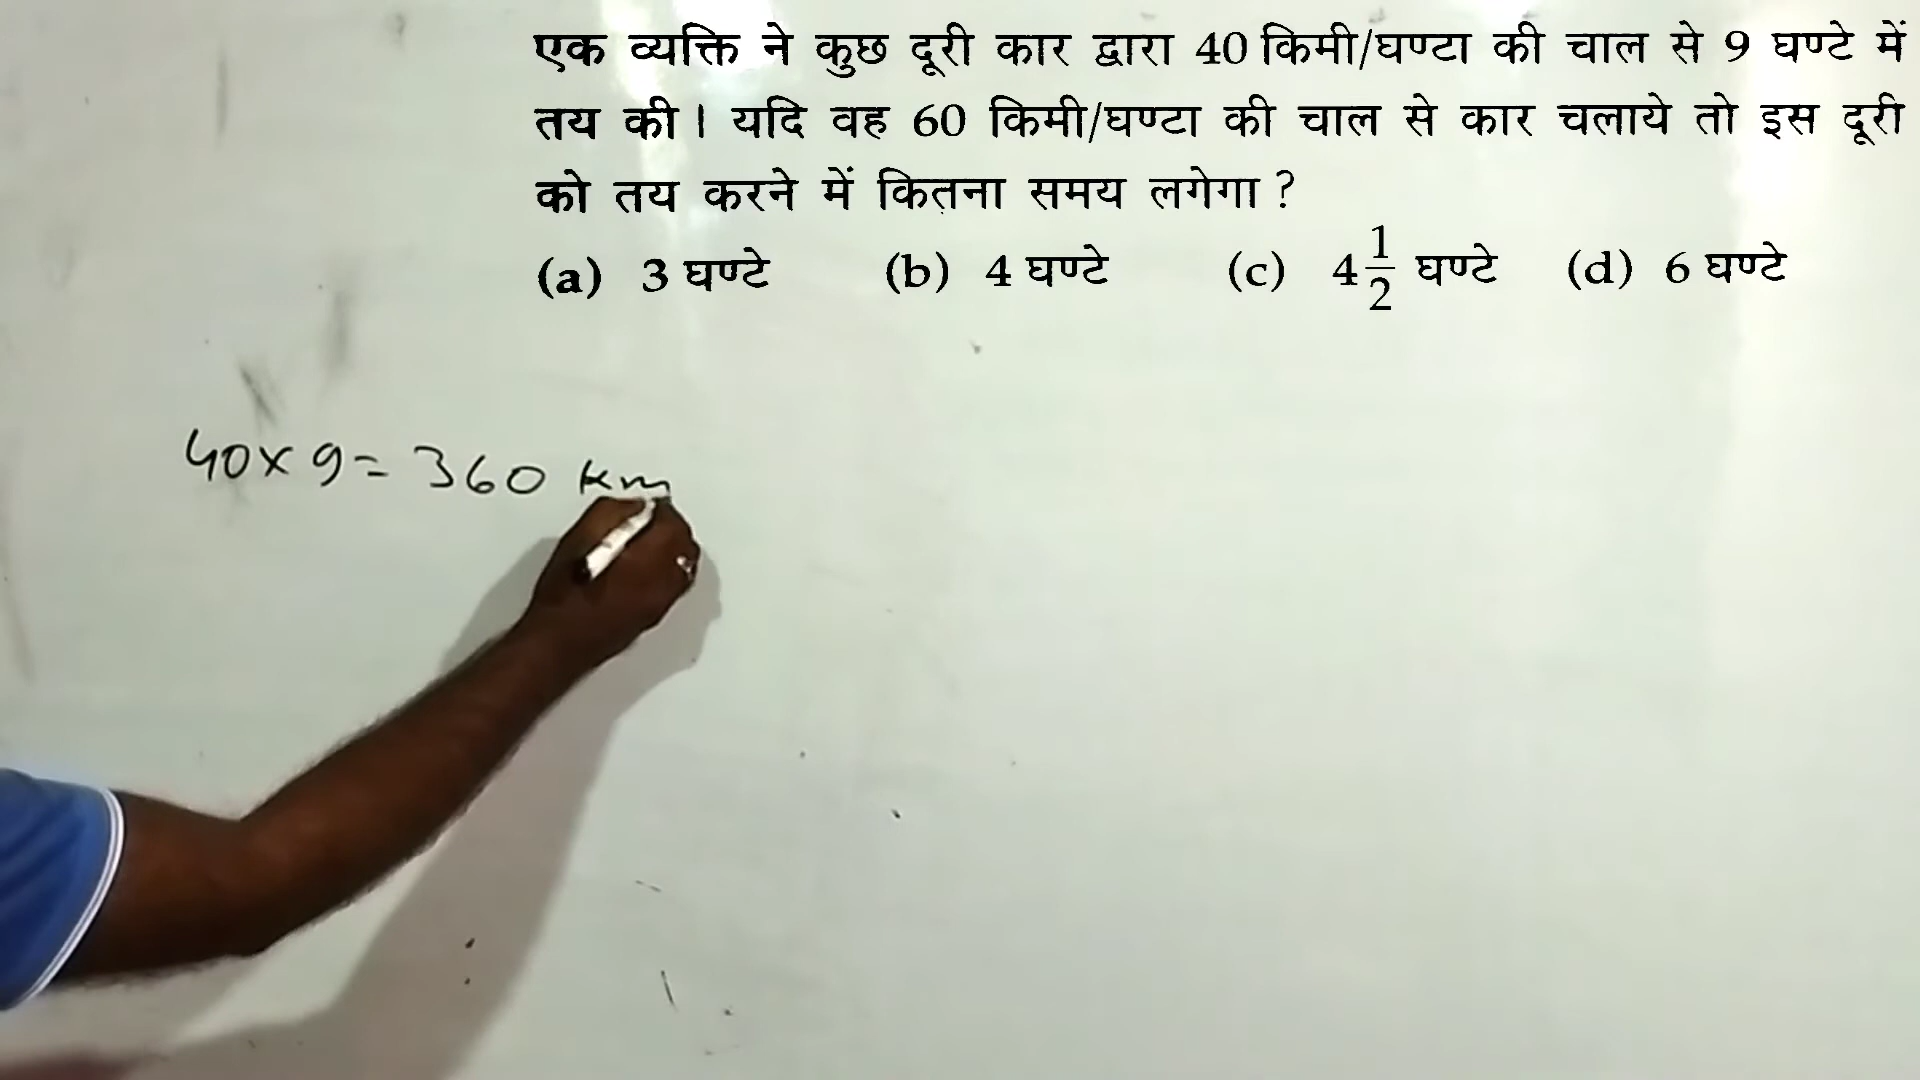 एक व्यक्ति ने कुछ दूरी कार द्वारा 40 किमी/घण्टा की चाल से 9 घण्टे में
तय की। यदि वह 60 किमी/घण्टा की चाल से कार चलाये तो इस दूरी
को तय करने में कितना समय लगेगा ?
(a) 3 घण्टे (b) 4 घण्टे (c) 4 1/2 घण्टे (d) 6 घण्टे
40 × 9 = 360 km